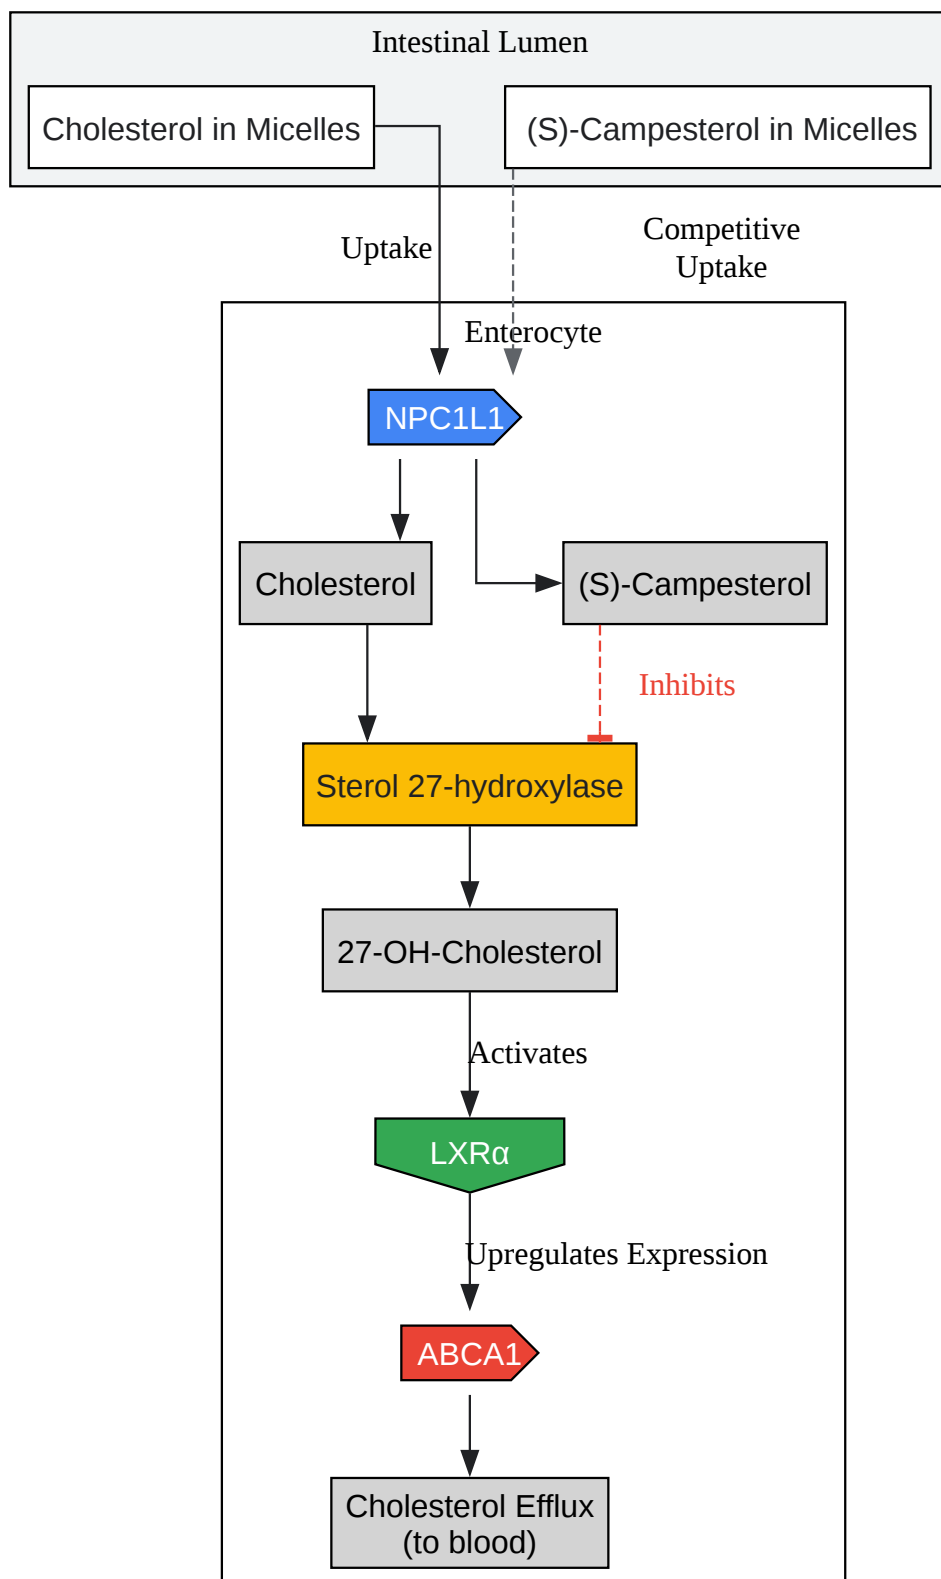 Intestinal Lumen
Cholesterol in Micelles
(S)-Campesterol in Micelles
Uptake
Competitive
Uptake
Enterocyte
NPC1L1
Cholesterol
(S)-Campesterol
Inhibits
Sterol 27-hydroxylase
27-OH-Cholesterol
Activates
LXRα
Upregulates Expression
ABCA1
Cholesterol Efflux
(to blood)